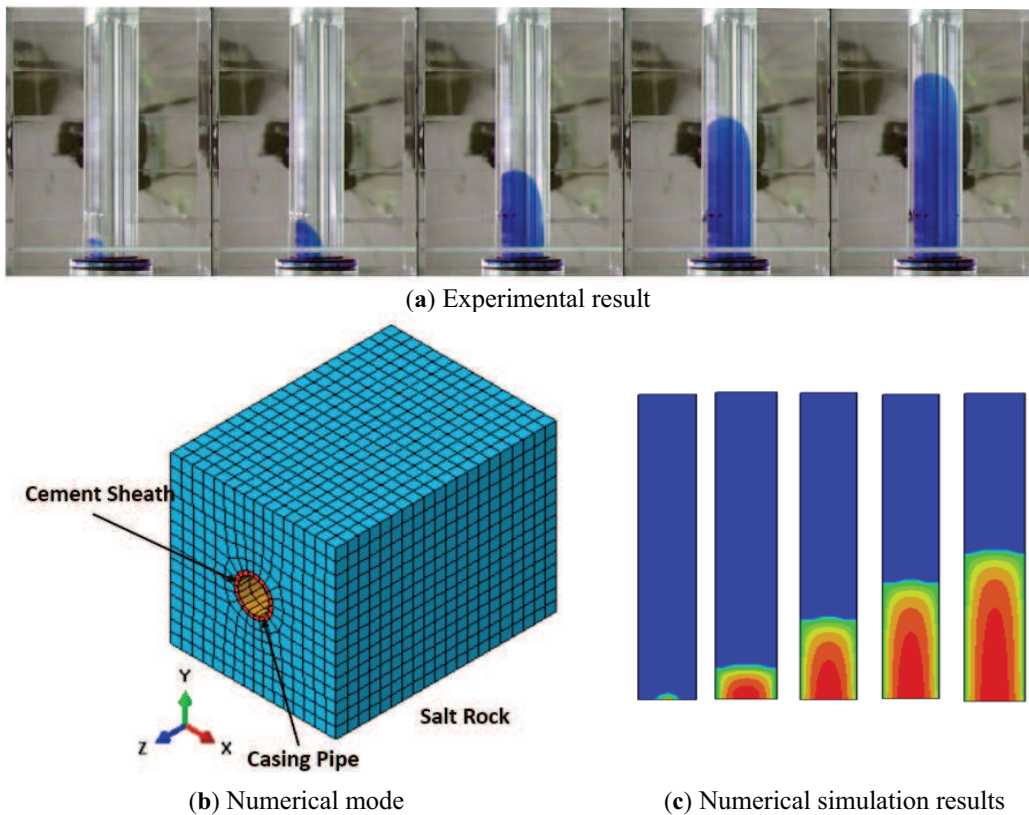 (a) Experimental result
Cement Sheath
Y
Z
X
Salt Rock
Casing Pipe
(b) Numerical mode
(c) Numerical simulation results